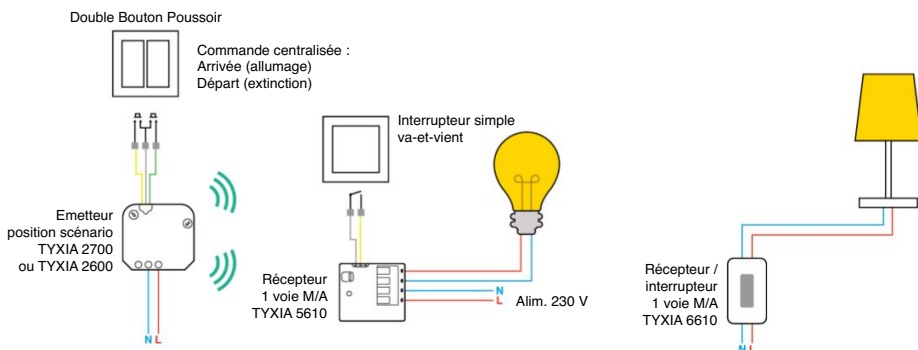 Double Bouton Poussoir
Commande centralisée :
Arrivée (allumage)
Départ (extinction)
Interrupteur simple
va-et-vient
Emetteur
position scénario
TYXIA 2700
ou TYXIA 2600
N L
Récepteur
1 voie M/A
TYXIA 5610
N
L
Alim. 230 V
Récepteur /
interrupteur
1 voie M/A
TYXIA 6610
N L